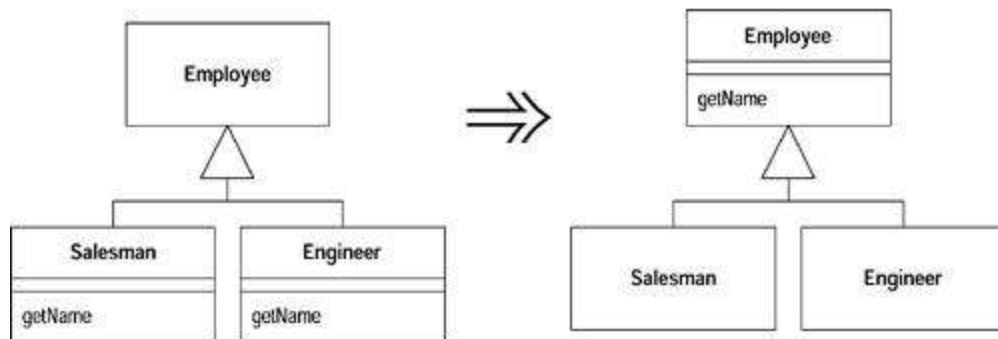 Employee
Salesman
getName
Engineer
getName
Employee
getName
Salesman
Engineer